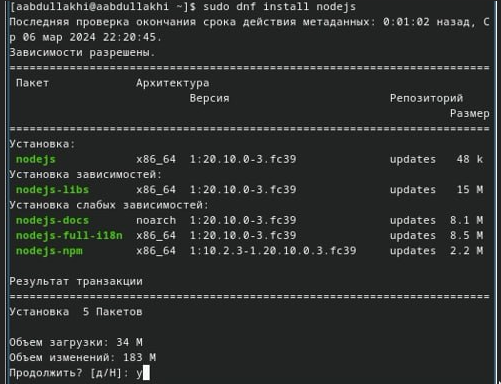 [aabdullakhi@aabdullakhi ~]$ sudo dnf install nodejs
Последняя проверка окончания срока действия метаданных: 0:01:02 назад, С
р 06 мар 2024 22:20:45.
Зависимости разрешены.
================================================================
Пакет Архитектура
Версия Репозиторий
Размер
================================================================
Установка:
nodejs x86_64 1:20.10.0-3.fc39 updates 48 k
Установка зависимостей:
nodejs-libs x86_64 1:20.10.0-3.fc39 updates 15 M
Установка слабых зависимостей:
nodejs-docs noarch 1:20.10.0-3.fc39 updates 8.1 M
nodejs-full-i18n x86_64 1:20.10.0-3.fc39 updates 8.5 M
nodejs-npm x86_64 1:10.2.3-1.20.10.0.3.fc39 updates 2.2 M
Результат транзакции
================================================================
Установка 5 Пакетов
Объем загрузки: 34 M
Объем изменений: 183 M
Продолжить? [д/Н]: y